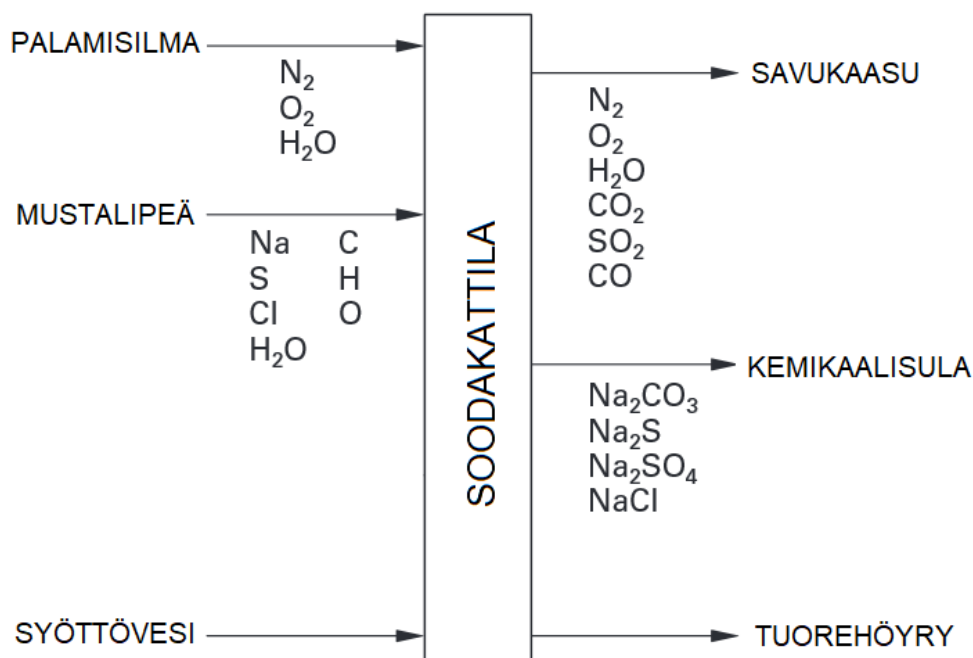 PALAMISILMA
N₂
O₂
H₂O
MUSTALIPEÄ
Na C
S H
Cl O
H₂O
SYÖTTÖVESI
SOODAKATTILA
SAVUKAASU
N₂
O₂
H₂O
CO₂
SO₂
CO
KEMIKAALISULA
Na₂CO₃
Na₂S
Na₂SO₄
NaCl
TUOREHÖYRY